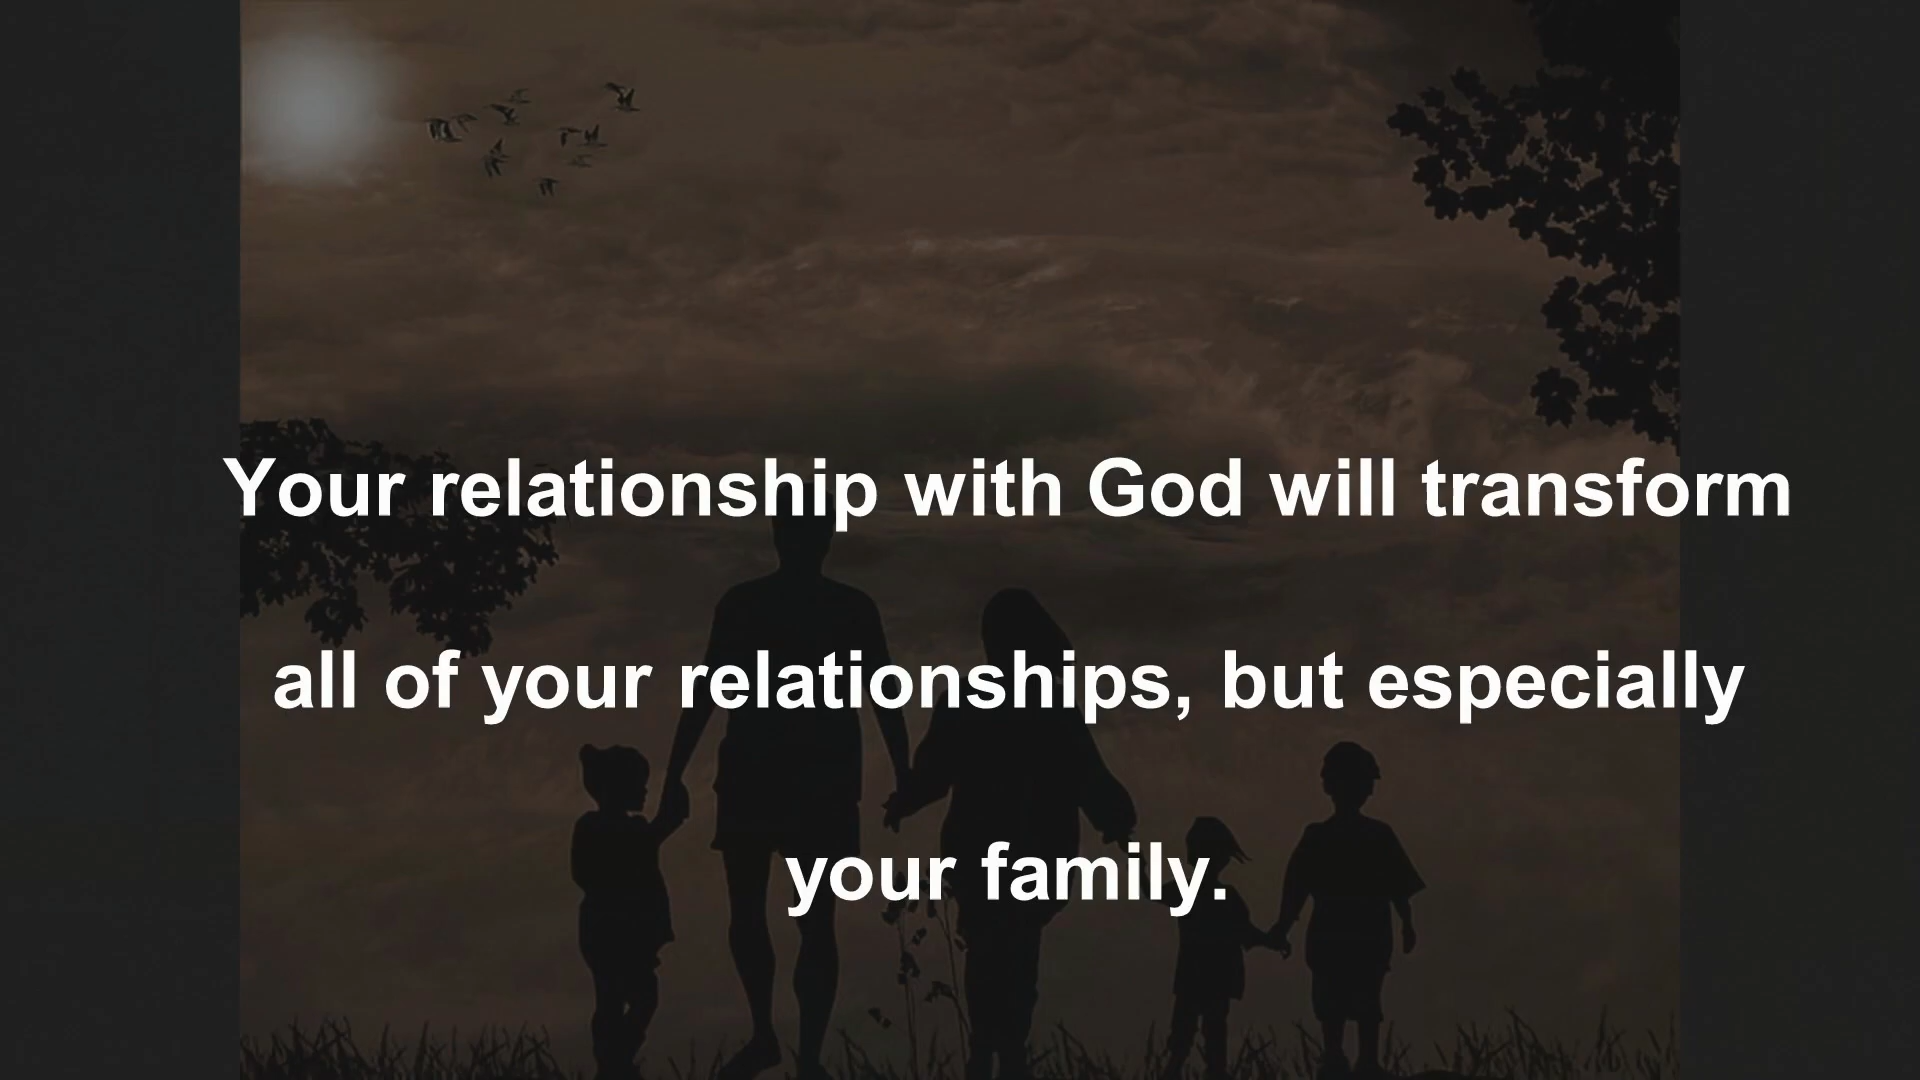 Your relationship with God will transform
all of your relationships, but especially
your family.